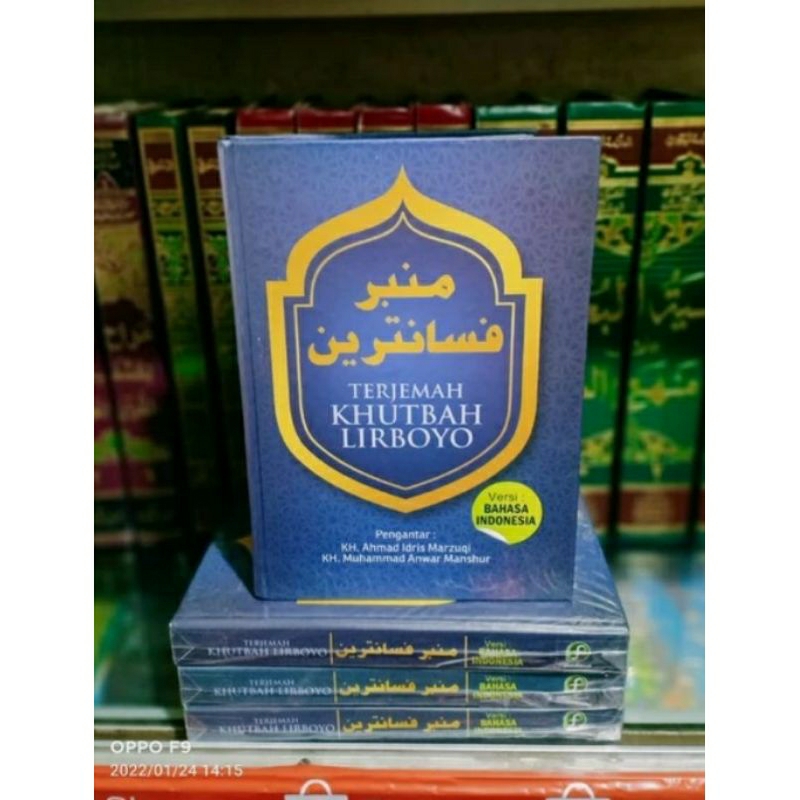 منبر
فسانترين
TERJEMAH
KHUTBAH
LIRBOYO
Versi :
BAHASA
INDONESIA
Pengantar :
KH. Ahmad Idris Marzuqi
KH. Muhammad Anwar Manshur
TERJEMAH
KHUTBAH LIRBOYO
منبر فسانترين
Versi :
BAHASA
INDONESIA
TERJEMAH
KHUTBAH LIRBOYO
منبر فسانترين
Versi :
BAHASA
INDONESIA
TERJEMAH
KHUTBAH LIRBOYO
منبر فسانترين
Versi :
BAHASA
INDONESIA
OPPO F9
2022/01/24 14:15